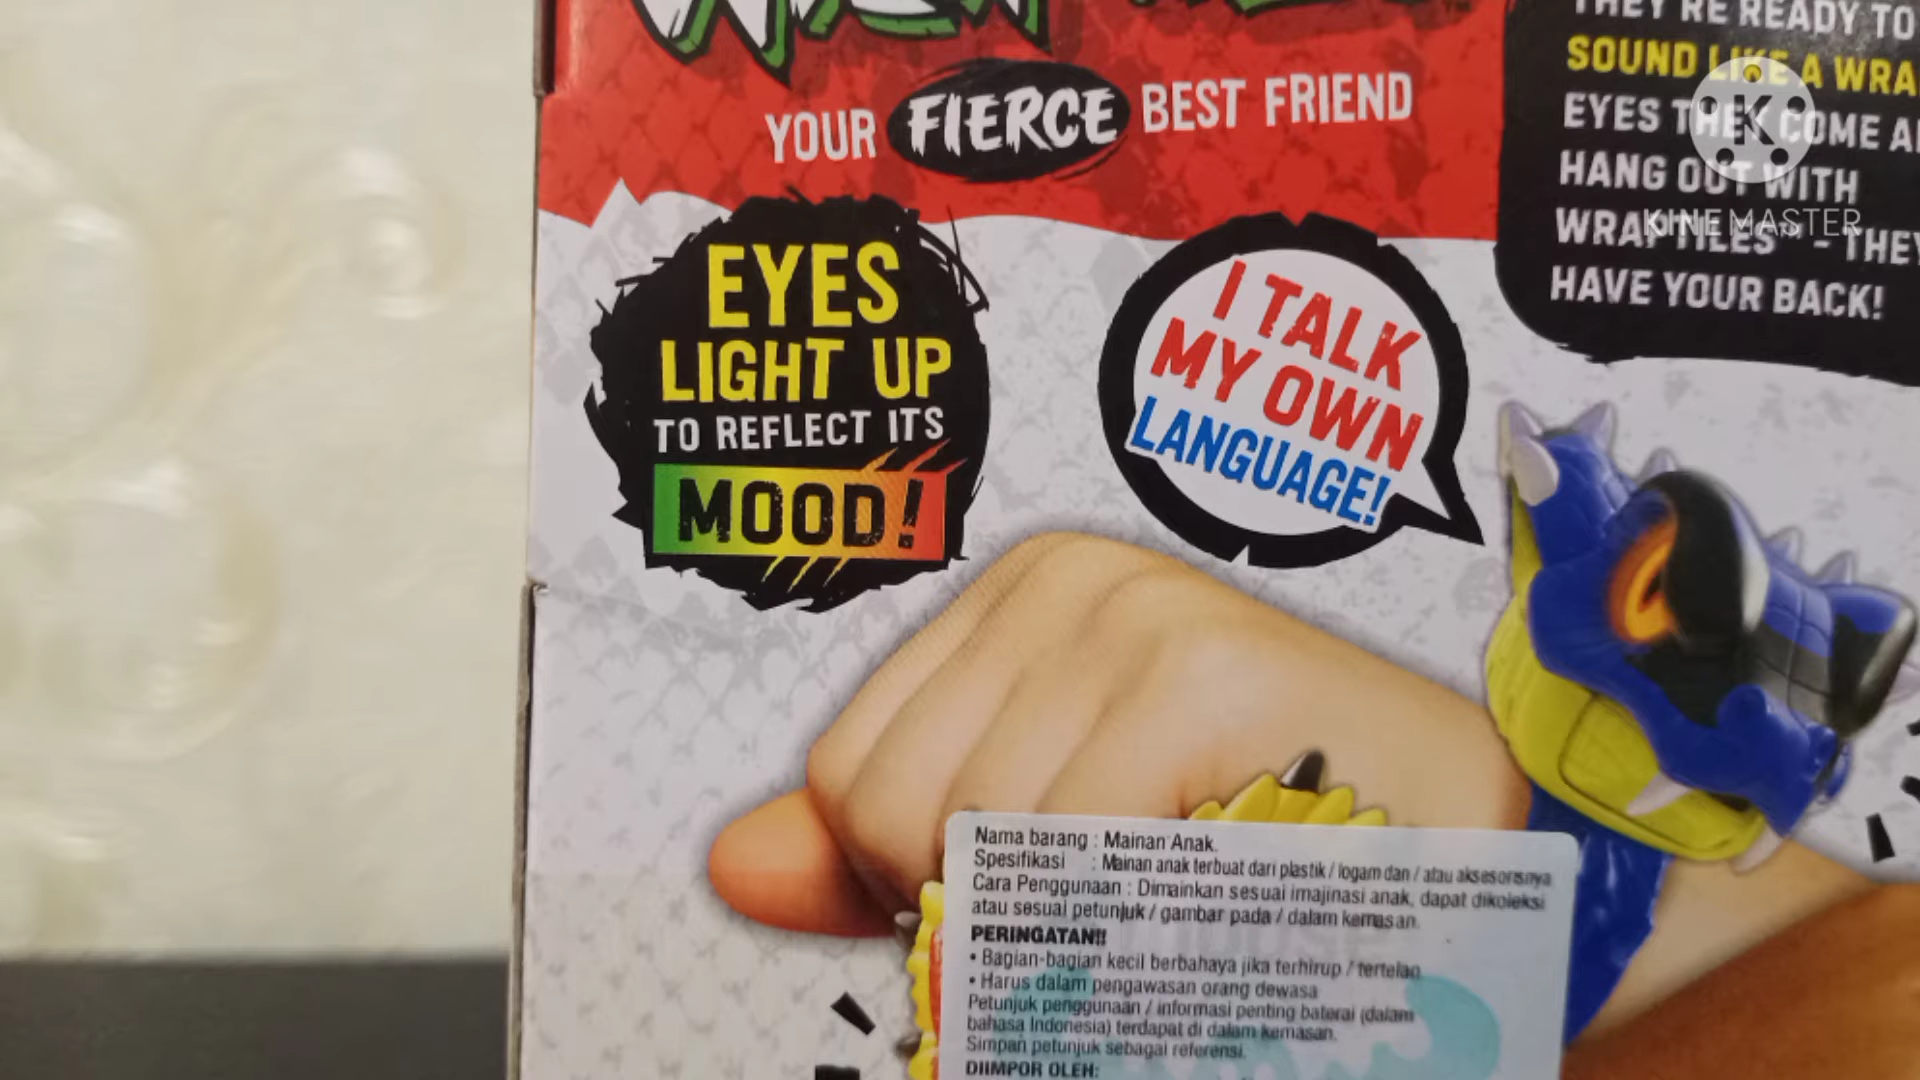 YOUR FIERCE BEST FRIEND
EYES
LIGHT UP
TO REFLECT ITS
MOOD!
I TALK
MY OWN
LANGUAGE!
THEY'RE READY TO
SOUND LIKE A
EYES THEY COME
HANG OUT WITH
WRAPTILES™ - THEY
HAVE YOUR BACK!
KINEMASTER
Nama barang : Mainan Anak.
Spesifikasi : Mainan anak terbuat dari plastik / logam dan / atau aksesorisnya
Cara Penggunaan : Dimainkan sesuai imajinasi anak, dapat dikoleksi
atau sesuai petunjuk / gambar pada / dalam kemasan.
PERINGATAN!!
• Bagian-bagian kecil berbahaya jika terhirup / tertelan
• Harus dalam pengawasan orang dewasa
Petunjuk penggunaan / informasi penting baterai (dalam
bahasa Indonesia) terdapat di dalam kemasan.
Simpan petunjuk sebagai referensi.
DIIMPOR OLEH: